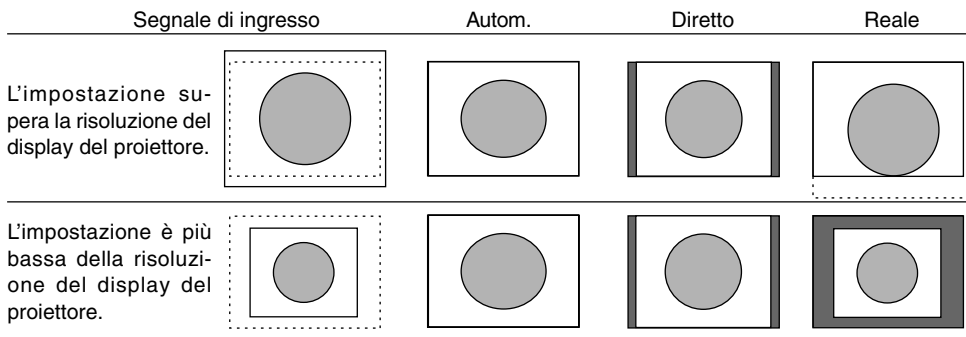 Segnale di ingresso Autom. Diretto Reale
L'impostazione su-
pera la risoluzione del
display del proiettore.
L'impostazione è più
bassa della risoluzi-
one del display del
proiettore.